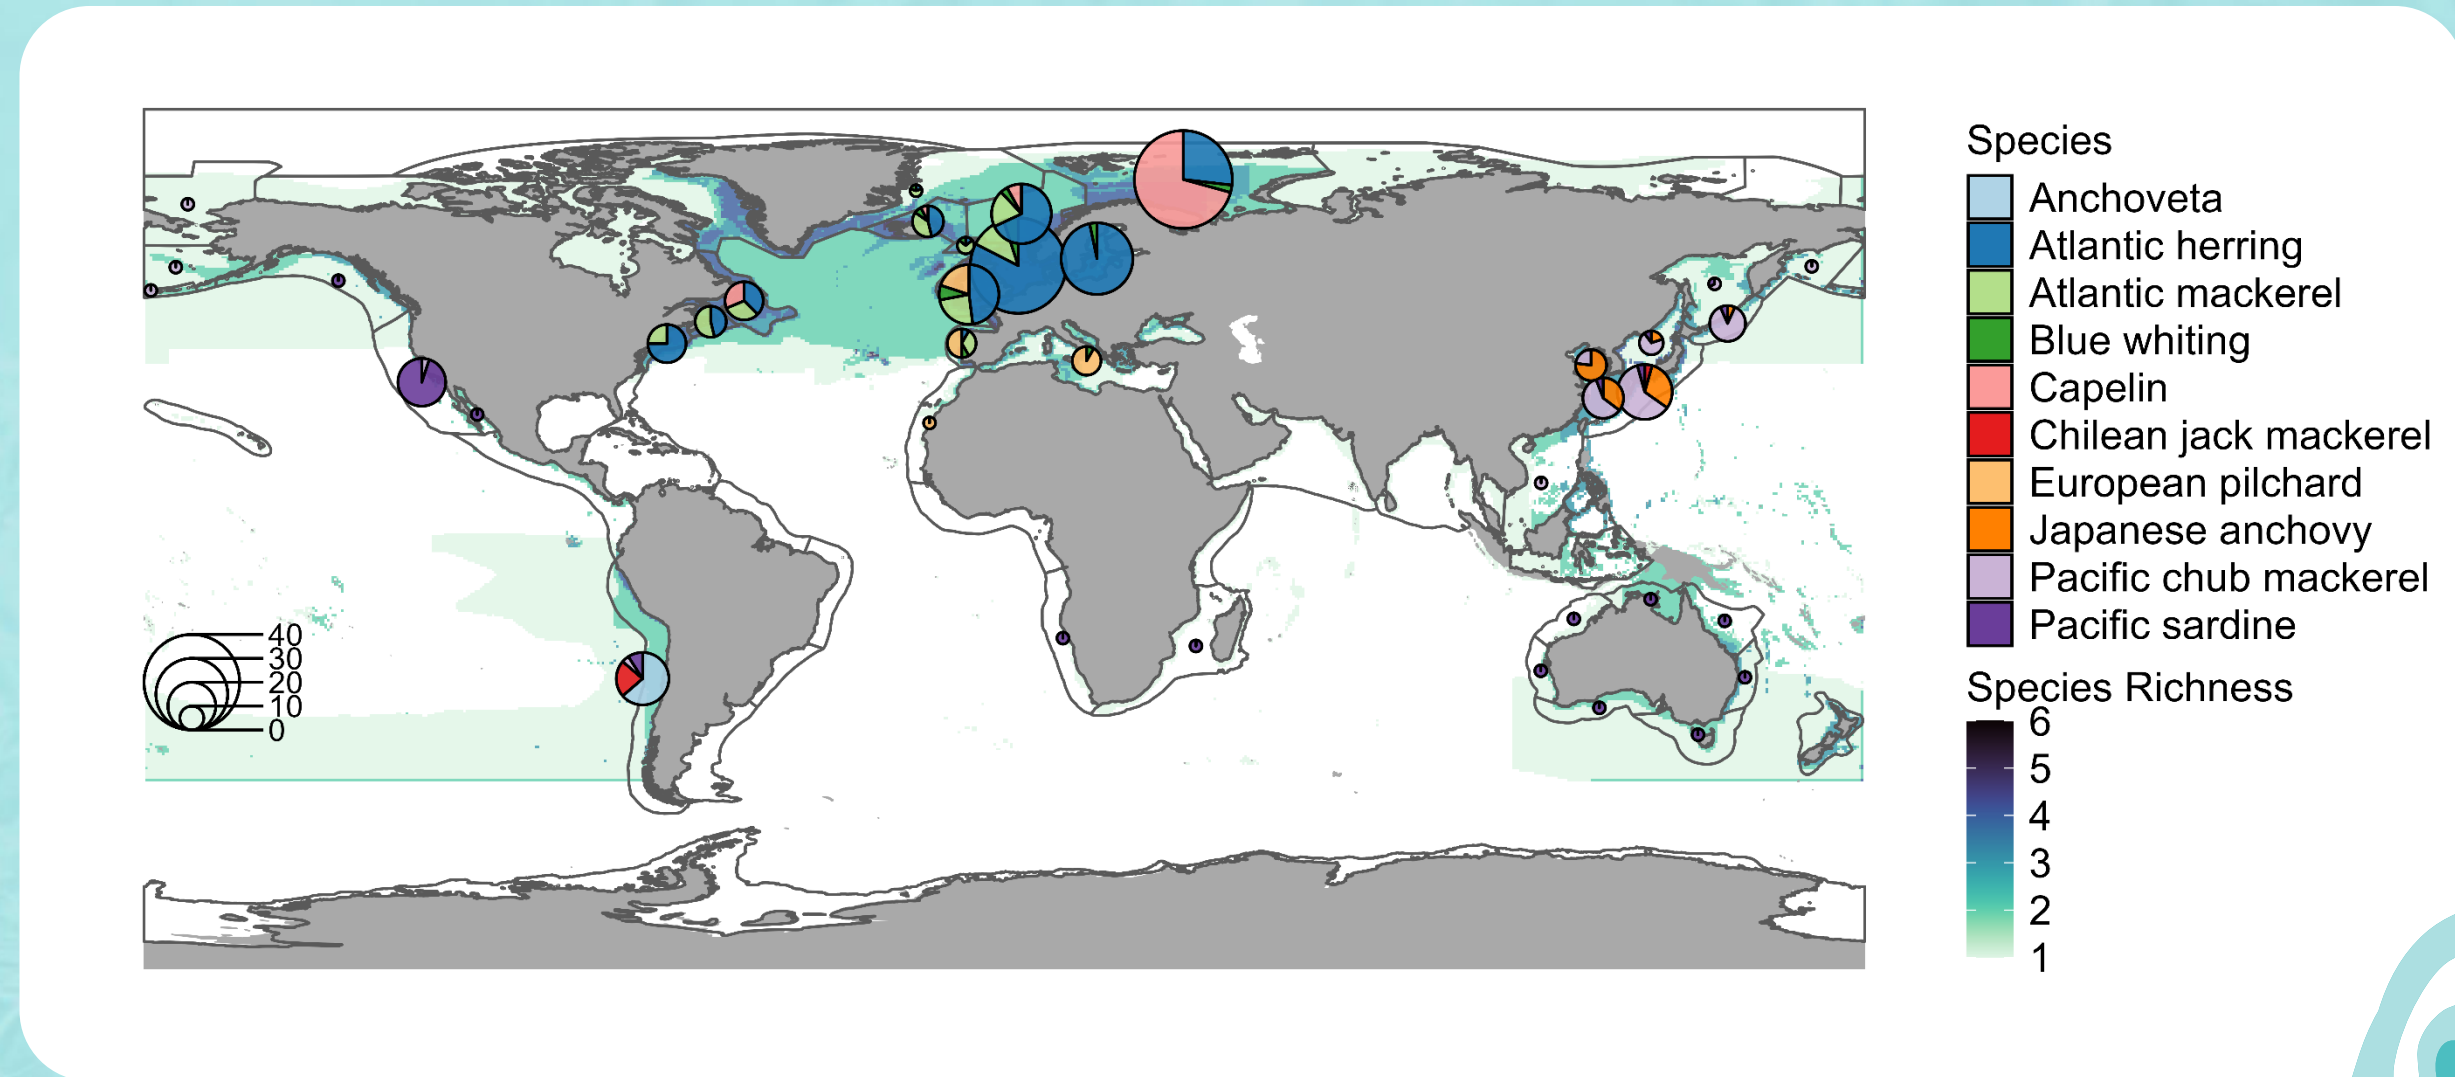 Species
Anchoveta
Atlantic herring
Atlantic mackerel
Blue whiting
Capelin
Chilean jack mackerel
European pilchard
Japanese anchovy
Pacific chub mackerel
Pacific sardine
Species Richness
6
5
4
3
2
1
40
30
20
10
0